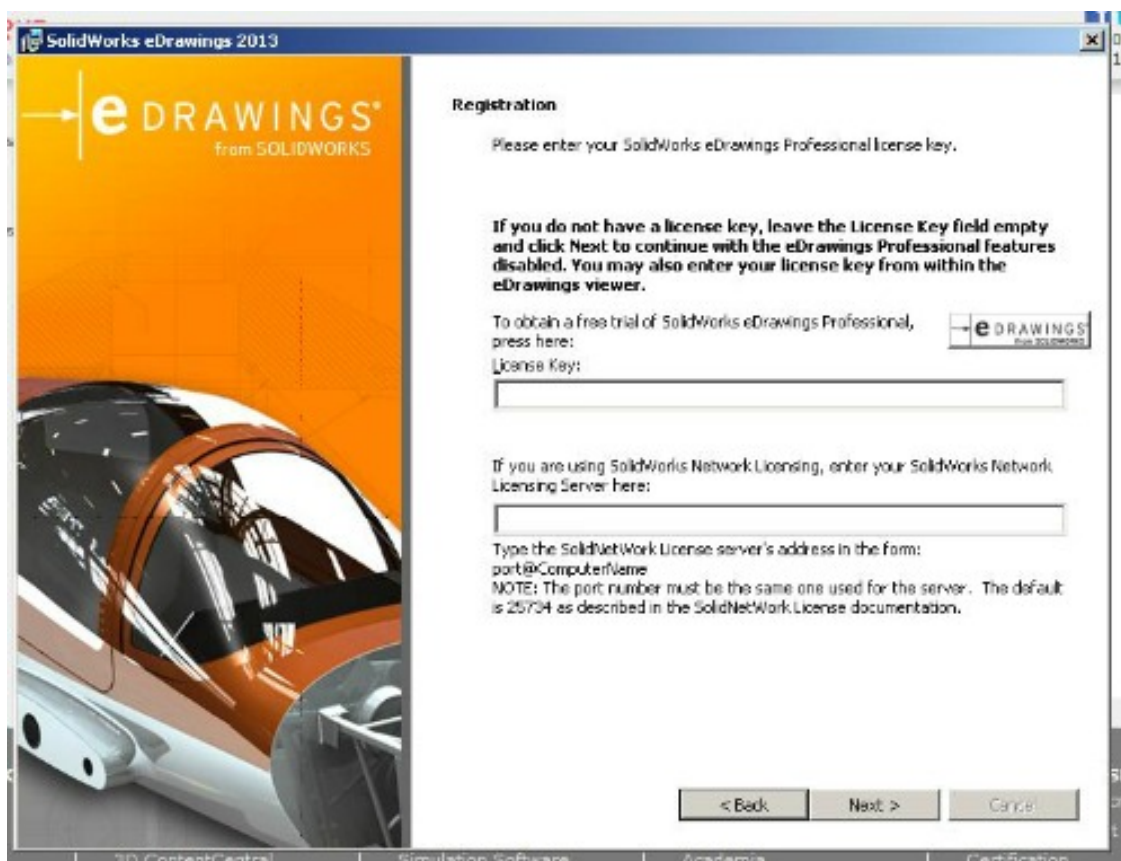 SolidWorks eDrawings 2013
e DRAWINGS®
from SOLIDWORKS
Registration
Please enter your SolidWorks eDrawings Professional license key.
If you do not have a license key, leave the License Key field empty
and click Next to continue with the eDrawings Professional features
disabled. You may also enter your license key from within the
eDrawings viewer.
To obtain a free trial of SolidWorks eDrawings Professional,
press here:
e DRAWINGS
from SOLIDWORKS
License Key:
If you are using SolidWorks Network Licensing, enter your SolidWorks Network
Licensing Server here:
Type the SolidNetWork License server's address in the form:
port@ComputerName
NOTE: The port number must be the same one used for the server. The default
is 25734 as described in the SolidNetWork License documentation.
< Back
Next >
Cancel
3D ContentCentral
Simulation Software
Academia
Certification